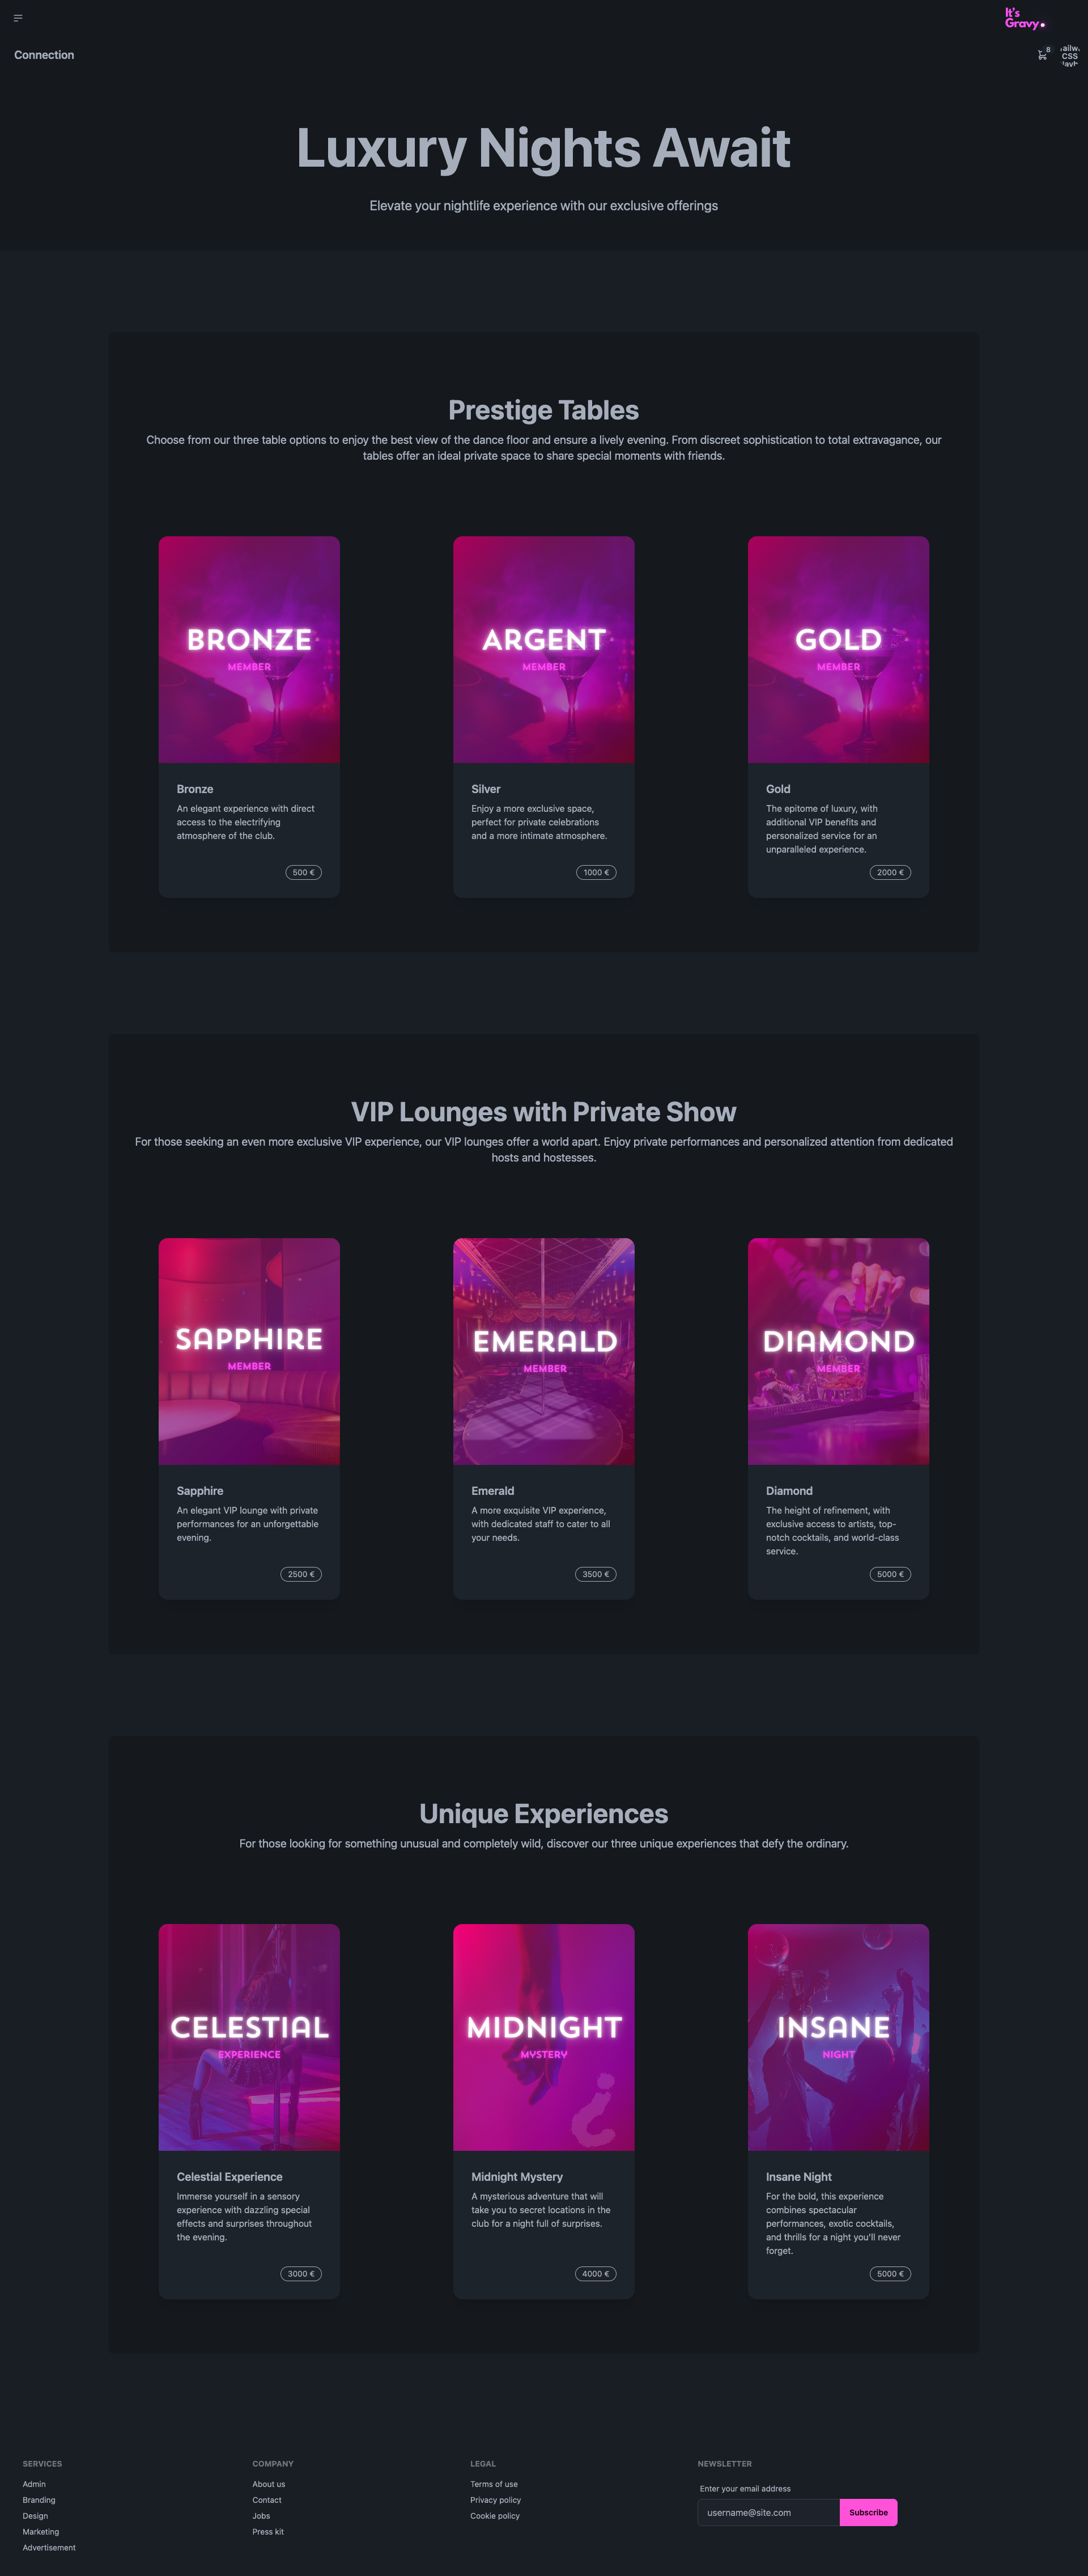 It's
Gravy.
Connection
8
CSS
Luxury Nights Await
Elevate your nightlife experience with our exclusive offerings
Prestige Tables
Choose from our three table options to enjoy the best view of the dance floor and ensure a lively evening. From discreet sophistication to total extravagance, our
tables offer an ideal private space to share special moments with friends.
BRONZE
MEMBER
ARGENT
MEMBER
GOLD
MEMBER
Bronze
An elegant experience with direct
access to the electrifying
atmosphere of the club.
500 €
Silver
Enjoy a more exclusive space,
perfect for private celebrations
and a more intimate atmosphere.
1000 €
Gold
The epitome of luxury, with
additional VIP benefits and
personalized service for an
unparalleled experience.
2000 €
VIP Lounges with Private Show
For those seeking an even more exclusive VIP experience, our VIP lounges offer a world apart. Enjoy private performances and personalized attention from dedicated
hosts and hostesses.
SAPPHIRE
MEMBER
EMERALD
MEMBER
DIAMOND
MEMBER
Sapphire
An elegant VIP lounge with private
performances for an unforgettable
evening.
2500 €
Emerald
A more exquisite VIP experience,
with dedicated staff to cater to all
your needs.
3500 €
Diamond
The height of refinement, with
exclusive access to artists, top-
notch cocktails, and world-class
service.
5000 €
Unique Experiences
For those looking for something unusual and completely wild, discover our three unique experiences that defy the ordinary.
CELESTIAL
EXPERIENCE
MIDNIGHT
MYSTERY
¿
INSANE
NIGHT
Celestial Experience
Immerse yourself in a sensory
experience with dazzling special
effects and surprises throughout
the evening.
3000 €
Midnight Mystery
A mysterious adventure that will
take you to secret locations in the
club for a night full of surprises.
4000 €
Insane Night
For the bold, this experience
combines spectacular
performances, exotic cocktails,
and thrills for a night you'll never
forget.
5000 €
SERVICES
Admin
Branding
Design
Marketing
Advertisement
COMPANY
About us
Contact
Jobs
Press kit
LEGAL
Terms of use
Privacy policy
Cookie policy
NEWSLETTER
Enter your email address
username@site.com
Subscribe